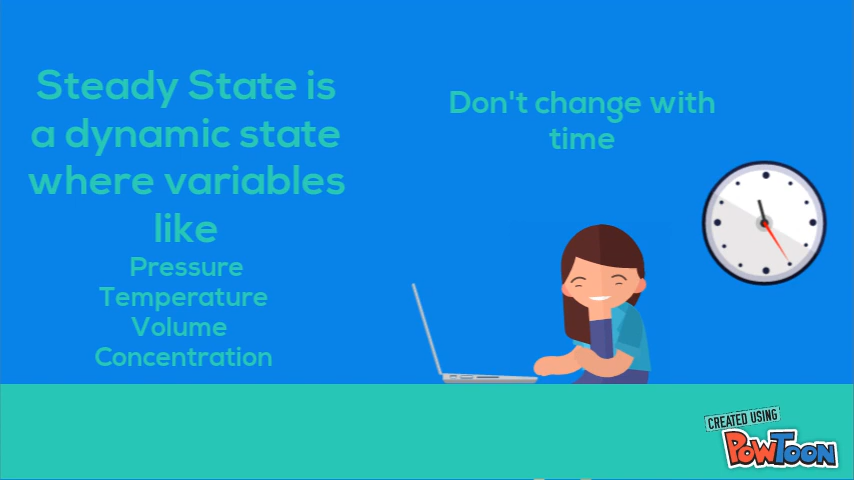 Steady State is
a dynamic state
where variables
like
Pressure
Temperature
Volume
Concentration
Don't change with
time
CREATED USING
POWTOON